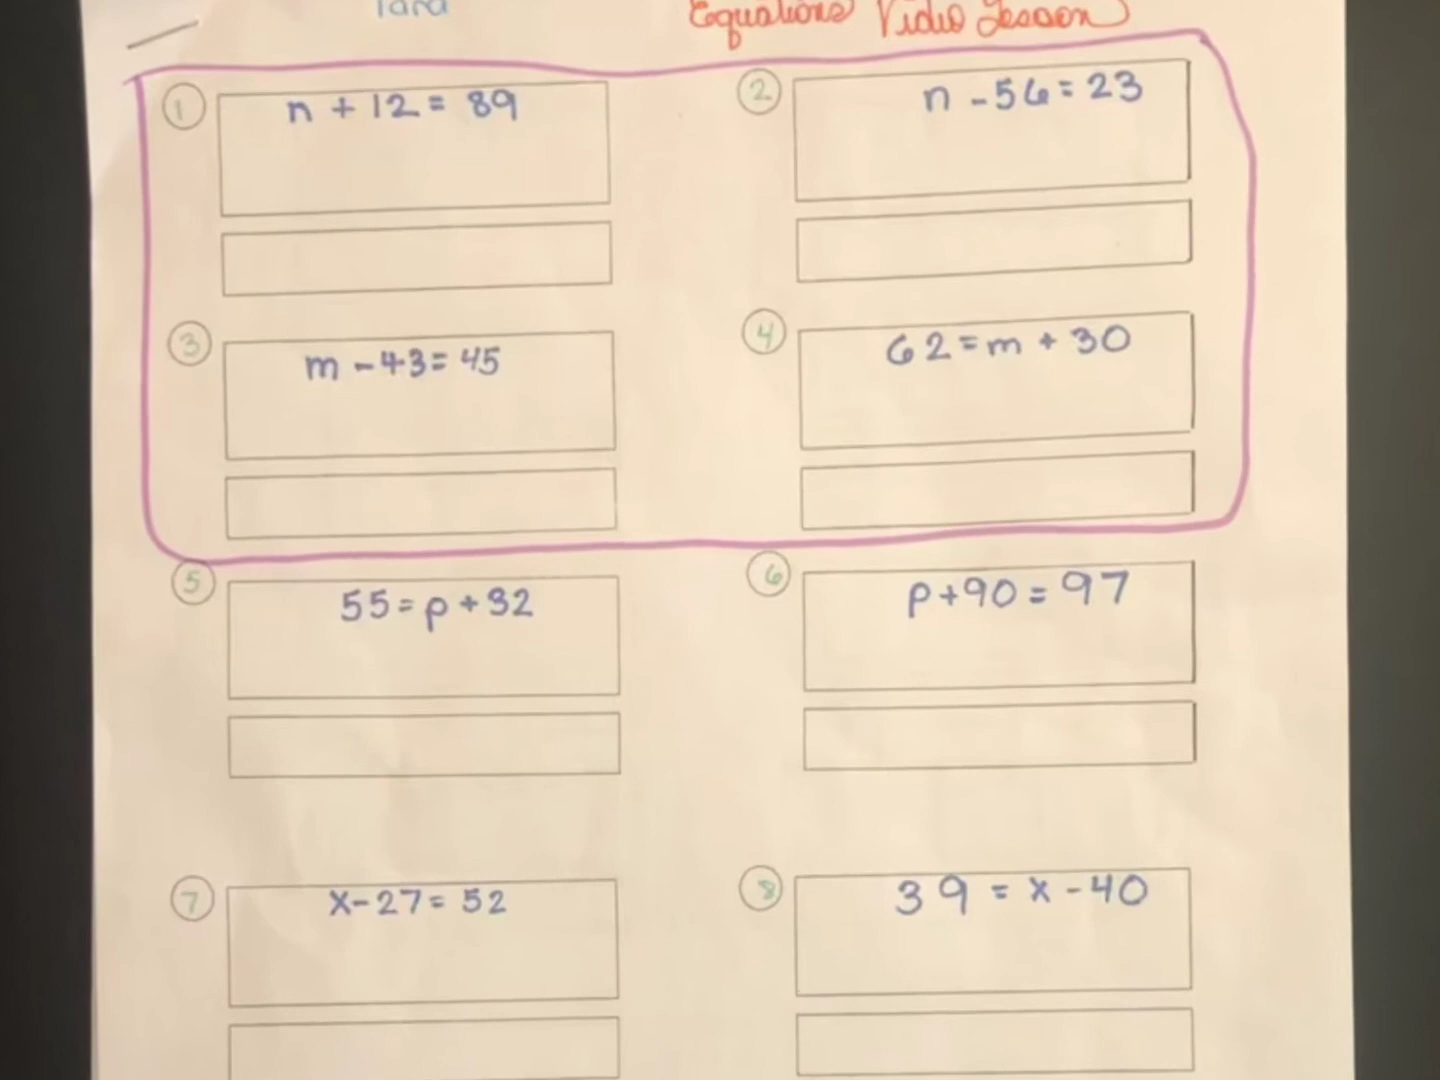 Tara
Equations Video Lesson
1 n + 12 = 89
2 n - 56 = 23
3 m - 43 = 45
4 62 = m + 30
5 55 = p + 32
6 p + 90 = 97
7 x - 27 = 52
8 39 = x - 40